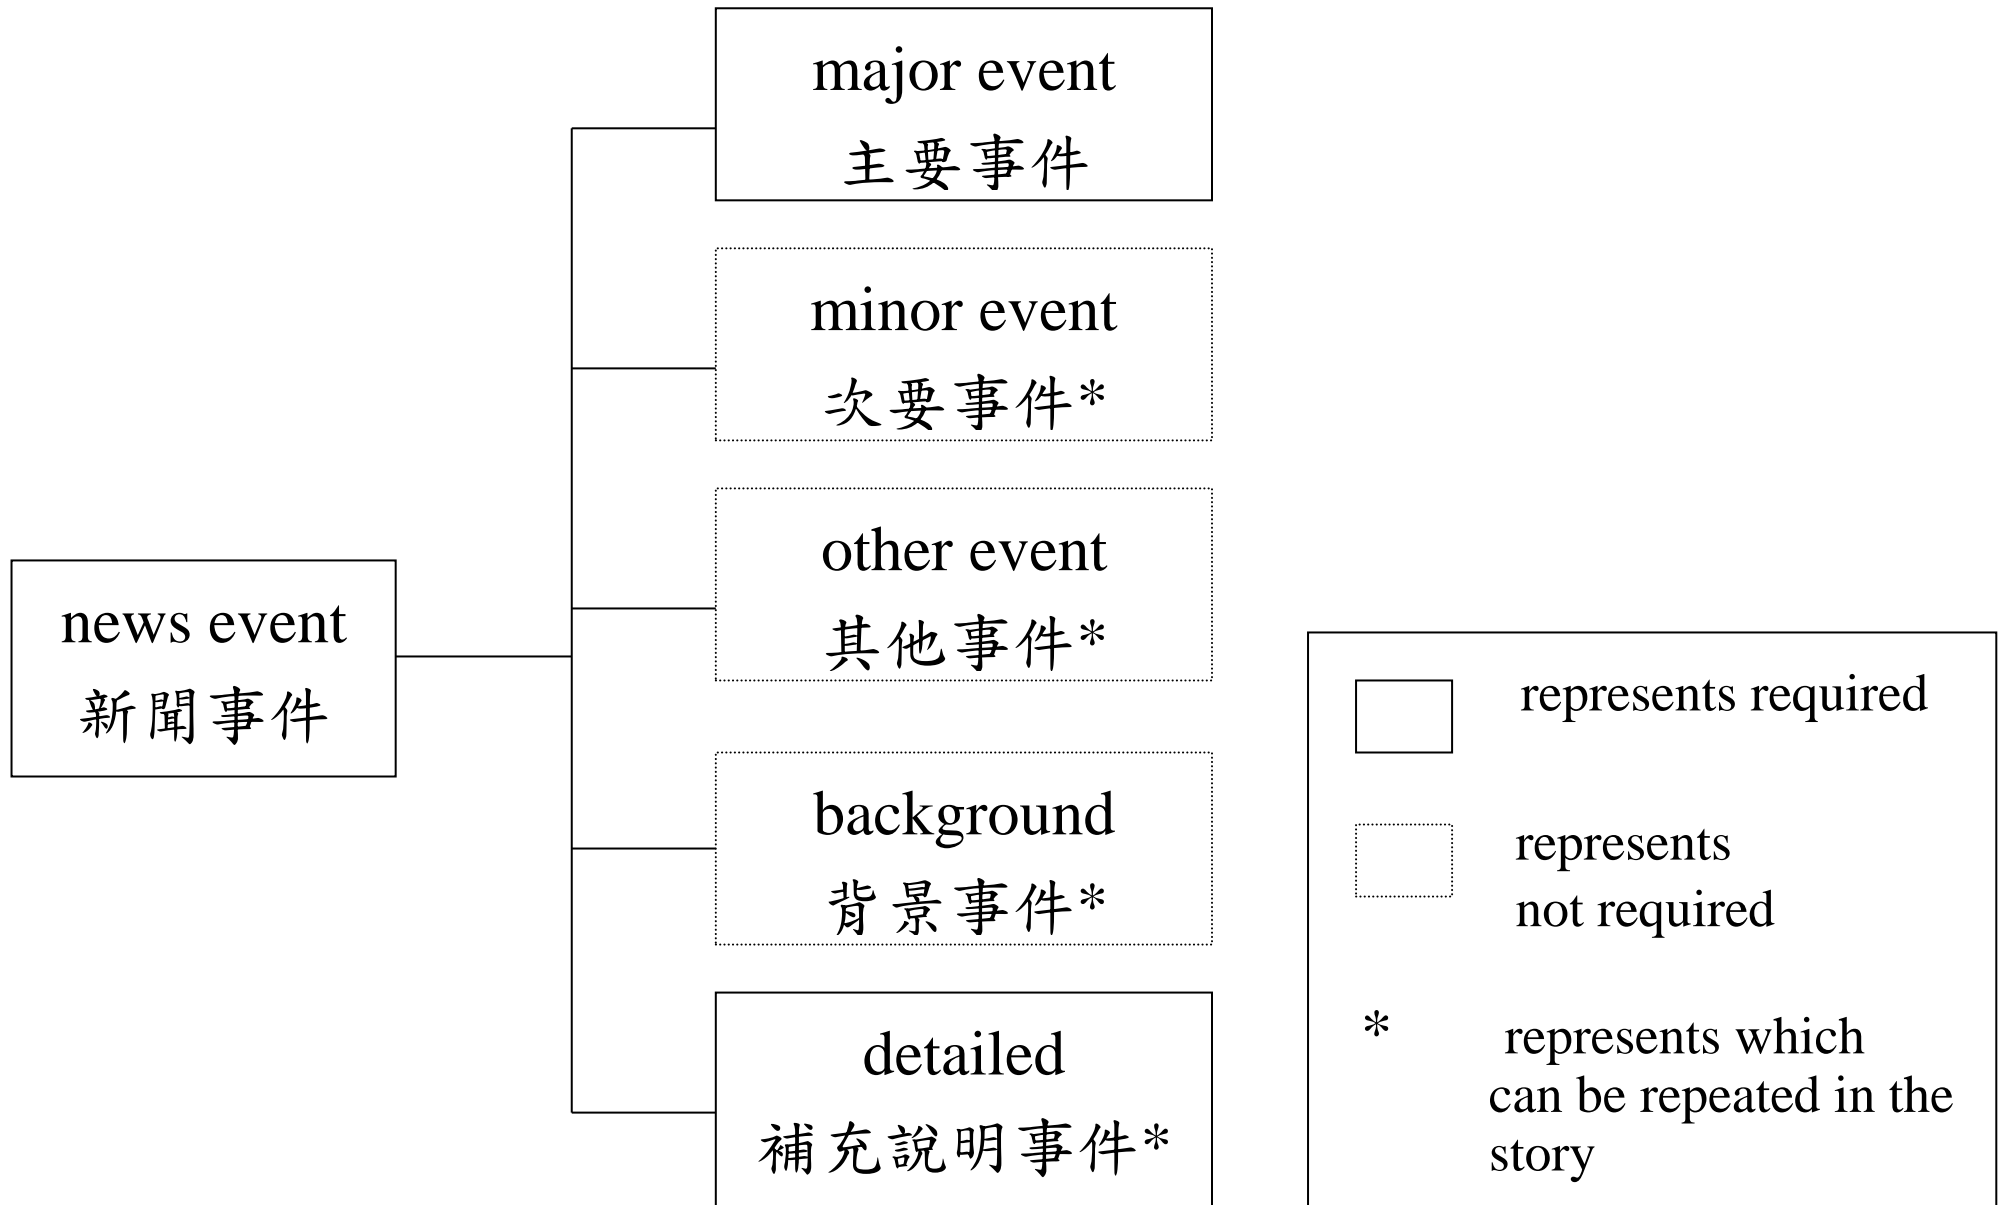 major event
主要事件
minor event
次要事件*
other event
其他事件*
news event
新聞事件
background
背景事件*
detailed
補充說明事件*
represents required
represents
not required
* represents which
can be repeated in the
story